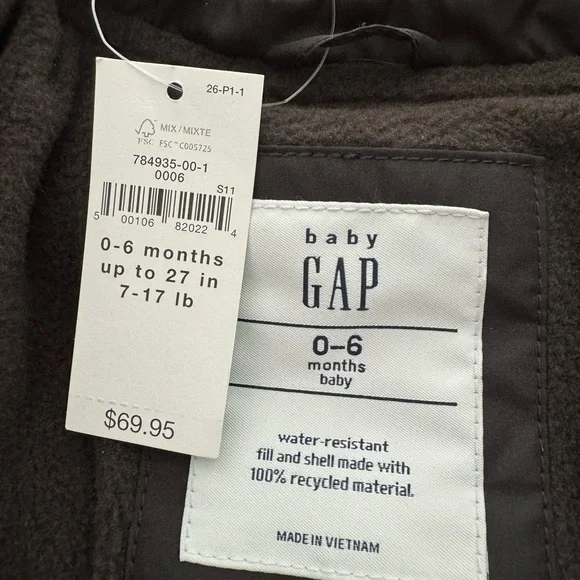 26-P1-1
MIX/MIXTE
FSC FSC™ C005725
784935-00-1
0006
S11
5 00106 82022 4
0-6 months
up to 27 in
7-17 lb
$69.95
baby
GAP
0–6
months
baby
water-resistant
fill and shell made with
100% recycled material.
MADE IN VIETNAM